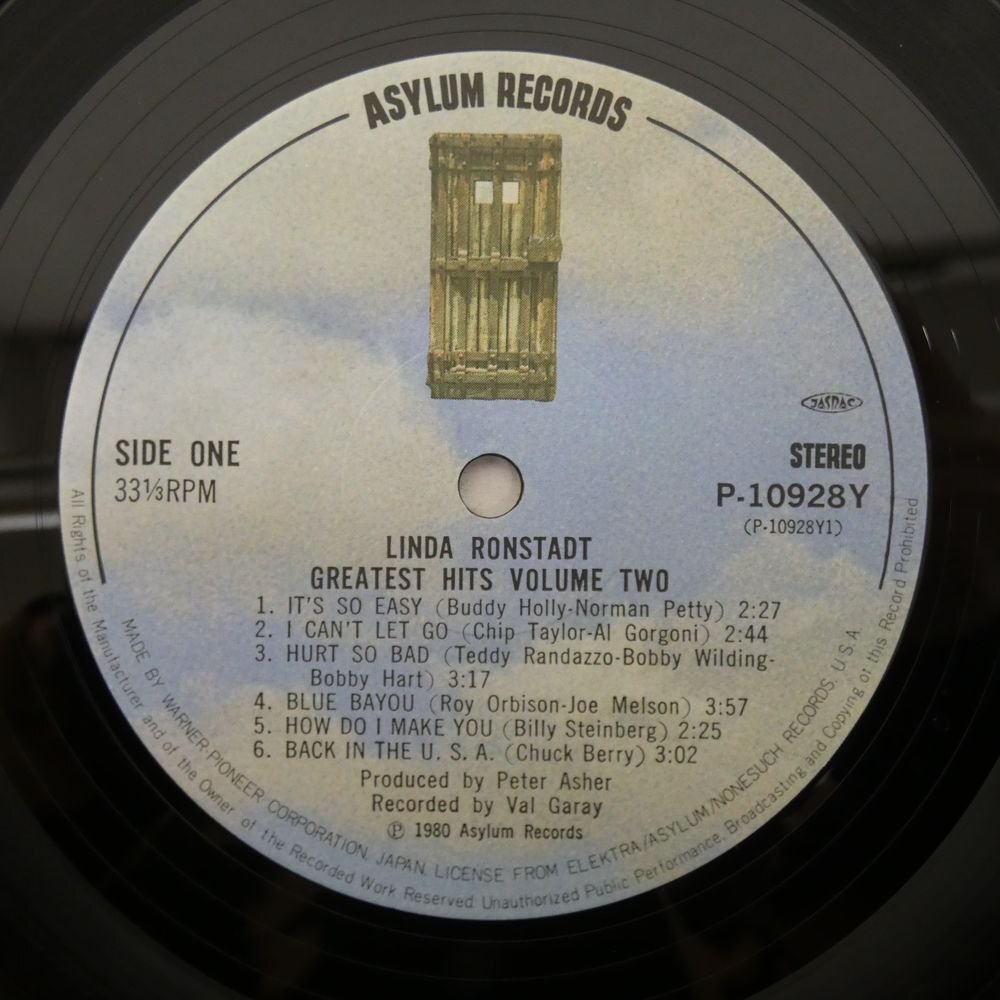 ASYLUM RECORDS
JASRAC
SIDE ONE
33⅓RPM
STEREO
P-10928Y
(P-10928Y1)
LINDA RONSTADT
GREATEST HITS VOLUME TWO
1. IT'S SO EASY (Buddy Holly-Norman Petty) 2:27
2. I CAN'T LET GO (Chip Taylor-Al Gorgoni) 2:44
3. HURT SO BAD (Teddy Randazzo-Bobby Wilding-
Bobby Hart) 3:17
4. BLUE BAYOU (Roy Orbison-Joe Melson) 3:57
5. HOW DO I MAKE YOU (Billy Steinberg) 2:25
6. BACK IN THE U. S. A. (Chuck Berry) 3:02
Produced by Peter Asher
Recorded by Val Garay
Ⓟ 1980 Asylum Records
MADE BY WARNER-PIONEER CORPORATION, JAPAN. LICENSE FROM ELEKTRA/ASYLUM/NONESUCH RECORDS, U.S.A.
All Rights of the Manufacturer and of the Owner of the Recorded Work Reserved Unauthorized Public Performance, Broadcasting and Copying of this Record Prohibited